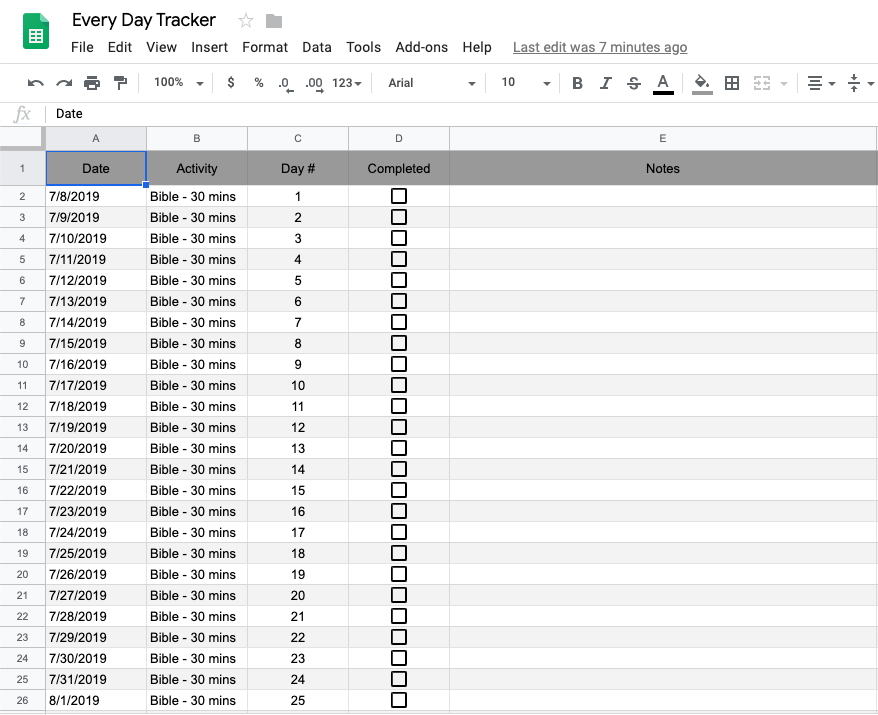 Every Day Tracker
File Edit View Insert Format Data Tools Add-ons Help Last edit was 7 minutes ago
100% $ % .0 .00 123 Arial 10 B I S A
fx Date
A B C D E
1 Date Activity Day # Completed Notes
2 7/8/2019 Bible - 30 mins 1
3 7/9/2019 Bible - 30 mins 2
4 7/10/2019 Bible - 30 mins 3
5 7/11/2019 Bible - 30 mins 4
6 7/12/2019 Bible - 30 mins 5
7 7/13/2019 Bible - 30 mins 6
8 7/14/2019 Bible - 30 mins 7
9 7/15/2019 Bible - 30 mins 8
10 7/16/2019 Bible - 30 mins 9
11 7/17/2019 Bible - 30 mins 10
12 7/18/2019 Bible - 30 mins 11
13 7/19/2019 Bible - 30 mins 12
14 7/20/2019 Bible - 30 mins 13
15 7/21/2019 Bible - 30 mins 14
16 7/22/2019 Bible - 30 mins 15
17 7/23/2019 Bible - 30 mins 16
18 7/24/2019 Bible - 30 mins 17
19 7/25/2019 Bible - 30 mins 18
20 7/26/2019 Bible - 30 mins 19
21 7/27/2019 Bible - 30 mins 20
22 7/28/2019 Bible - 30 mins 21
23 7/29/2019 Bible - 30 mins 22
24 7/30/2019 Bible - 30 mins 23
25 7/31/2019 Bible - 30 mins 24
26 8/1/2019 Bible - 30 mins 25